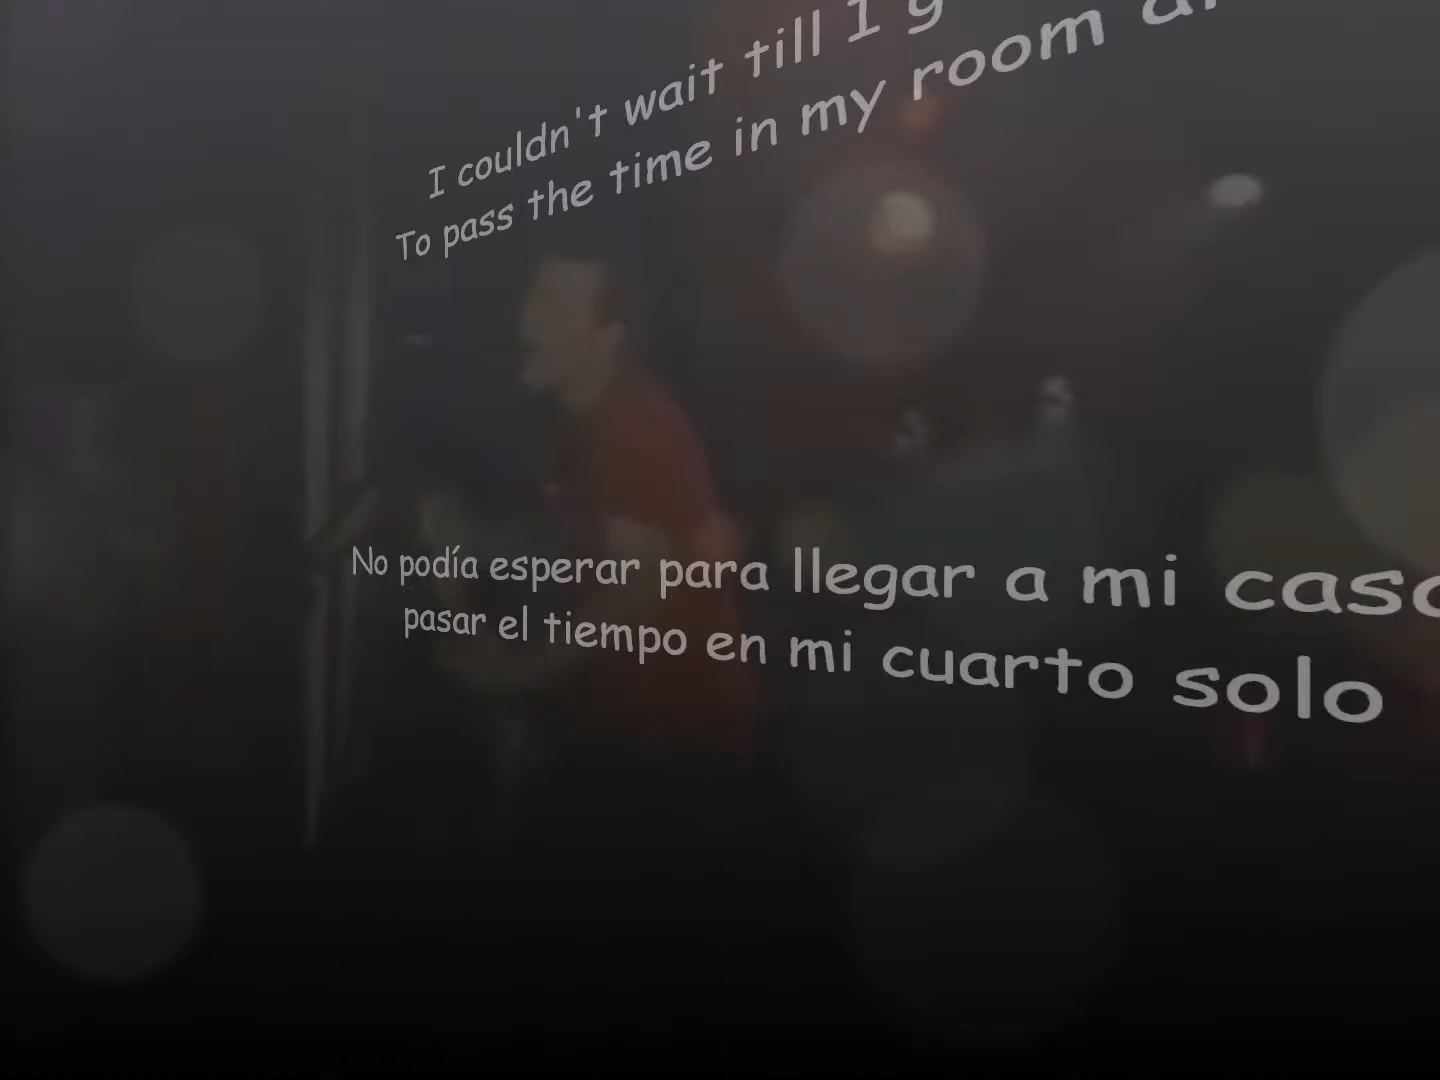 I couldn't wait till I g
To pass the time in my room a
No podía esperar para llegar a mi casa
pasar el tiempo en mi cuarto solo